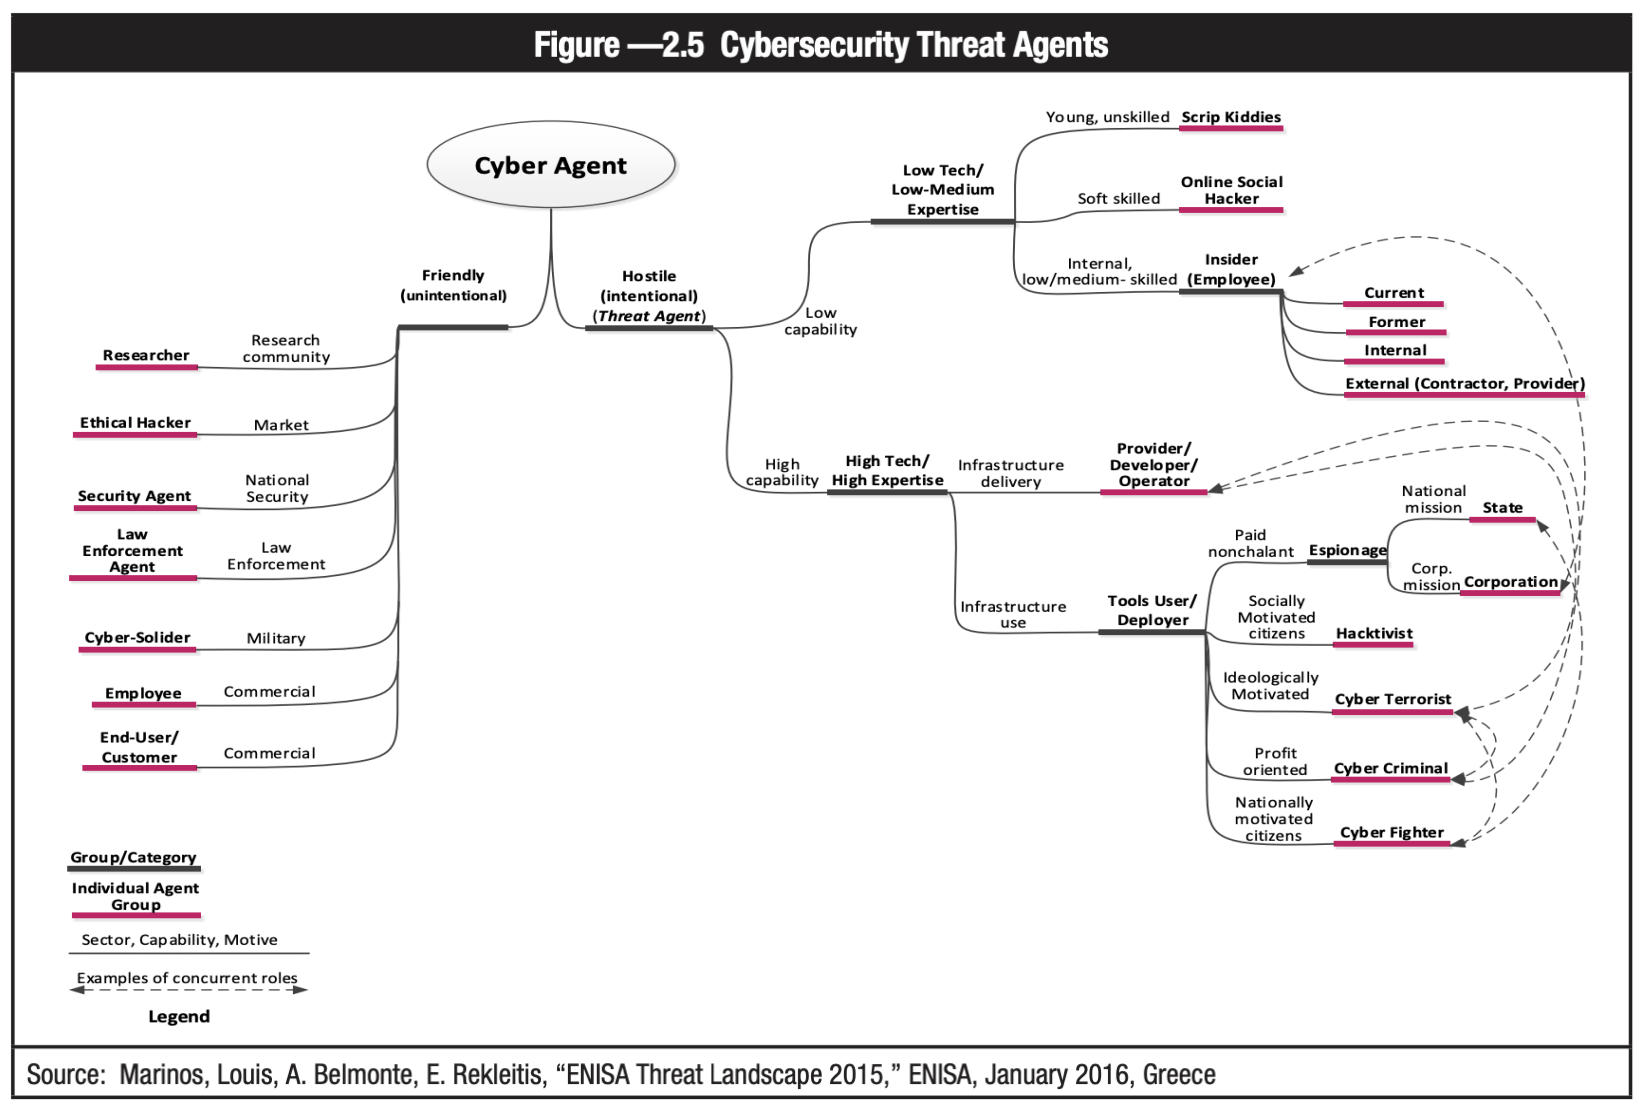 Figure —2.5 Cybersecurity Threat Agents
Cyber Agent
Friendly
(unintentional)
Hostile
(intentional)
(Threat Agent)
Research
community
Researcher
Market
Ethical Hacker
National
Security
Security Agent
Law
Enforcement
Agent
Law
Enforcement
Military
Cyber-Solider
Commercial
Employee
End-User/
Customer
Commercial
Low
capability
Low Tech/
Low-Medium
Expertise
Young, unskilled
Scrip Kiddies
Soft skilled
Online Social
Hacker
Internal,
low/medium- skilled
Insider
(Employee)
Current
Former
Internal
External (Contractor, Provider)
High
capability
High Tech/
High Expertise
Infrastructure
delivery
Provider/
Developer/
Operator
Infrastructure
use
Tools User/
Deployer
Paid
nonchalant
Espionage
National
mission
State
Corp.
mission
Corporation
Socially
Motivated
citizens
Hacktivist
Ideologically
Motivated
Cyber Terrorist
Profit
oriented
Cyber Criminal
Nationally
motivated
citizens
Cyber Fighter
Group/Category
Individual Agent
Group
Sector, Capability, Motive
Examples of concurrent roles
Legend
Source: Marinos, Louis, A. Belmonte, E. Rekleitis, “ENISA Threat Landscape 2015,” ENISA, January 2016, Greece